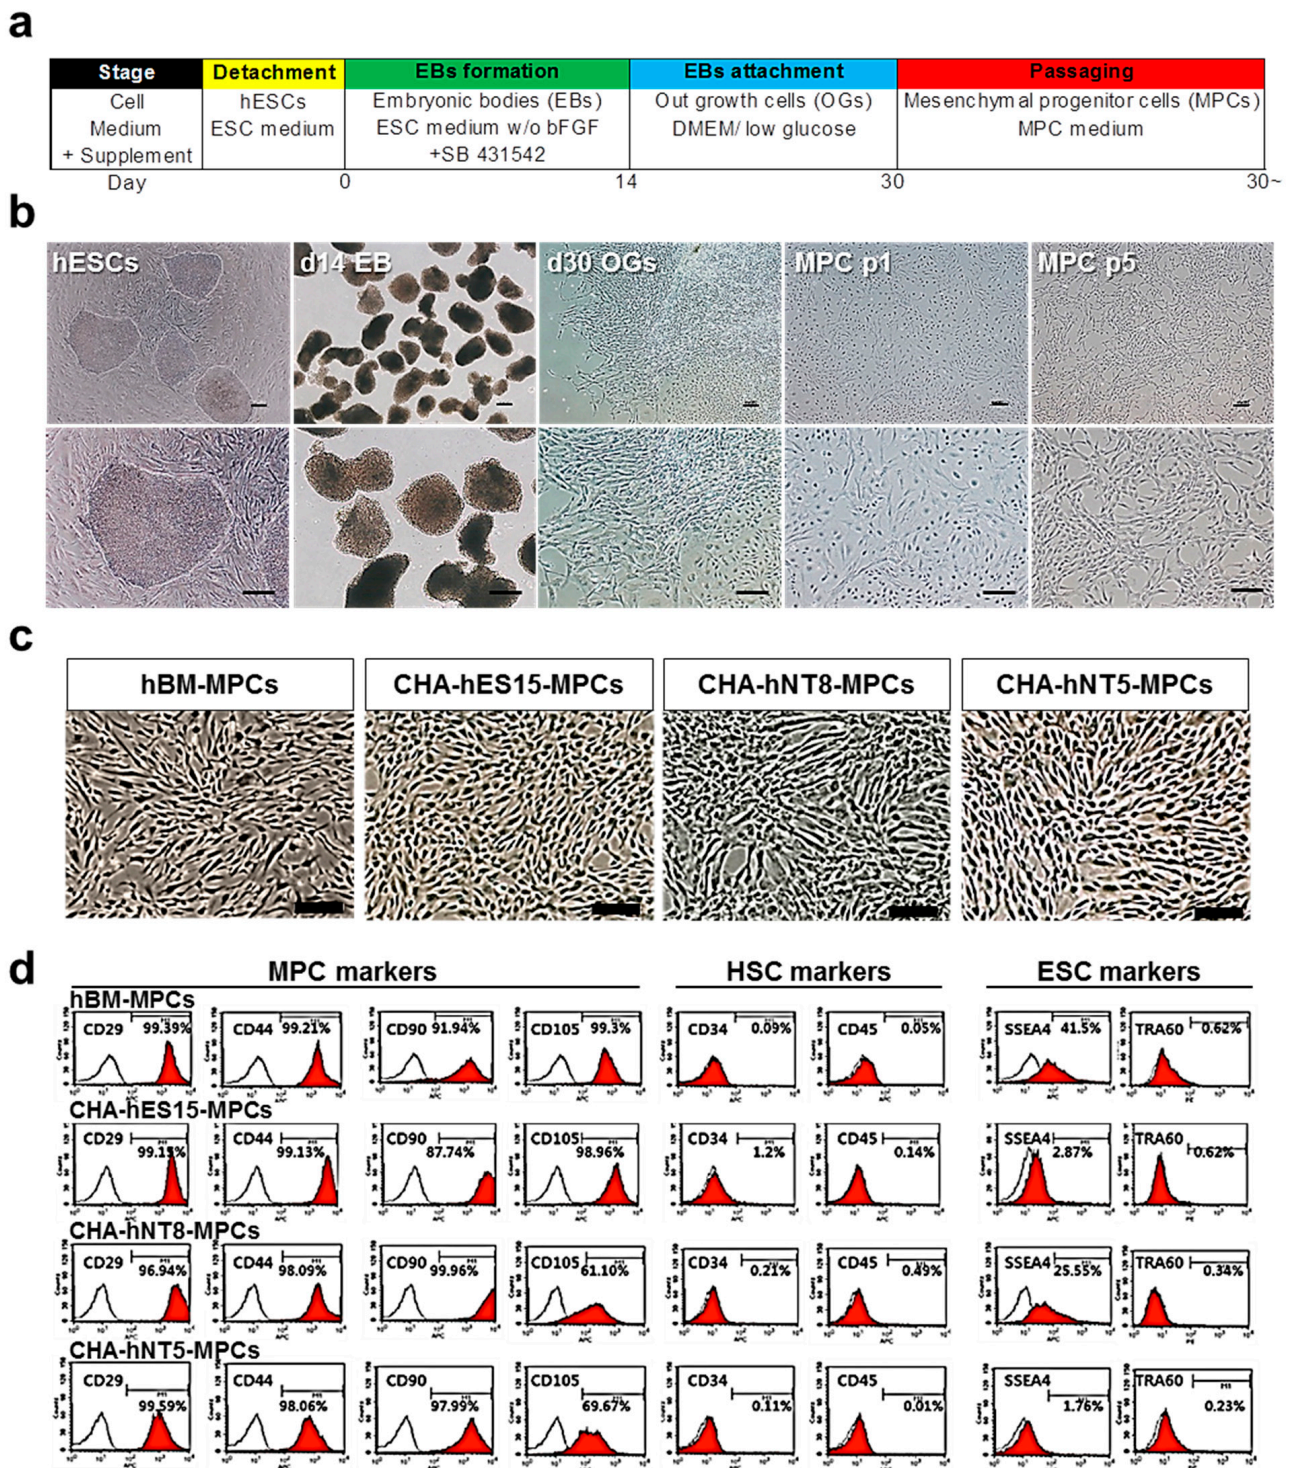 a
Stage Detachment EBs formation EBs attachment Passaging
Cell hESCs Embryonic bodies (EBs) Out growth cells (OGs) Mesenchymal progenitor cells (MPCs)
Medium ESC medium ESC medium w/o bFGF DMEM/ low glucose MPC medium
+ Supplement +SB 431542
Day 0 14 30 30~
b
hESCs d14 EB d30 OGs MPC p1 MPC p5
c
hBM-MPCs CHA-hES15-MPCs CHA-hNT8-MPCs CHA-hNT5-MPCs
d
MPC markers HSC markers ESC markers
hBM-MPCs
CD29 99.39% CD44 99.21% CD90 91.94% CD105 99.3% CD34 0.09% CD45 0.05% SSEA4 41.5% TRA60 0.62%
CHA-hES15-MPCs
CD29 CD44 CD90 CD105 CD34 CD45 SSEA4 2.87% TRA60
99.15% 99.13% 87.74% 98.96% 1.2% 0.14% 0.62%
CHA-hNT8-MPCs
CD29 CD44 CD90 CD105 CD34 CD45 SSEA4 TRA60
96.94% 98.09% 99.96% 61.10% 0.21% 0.49% 25.55% 0.34%
CHA-hNT5-MPCs
CD29 CD44 CD90 CD105 CD34 CD45 SSEA4 TRA60
99.59% 98.06% 97.99% 69.67% 0.11% 0.01% 1.76% 0.23%